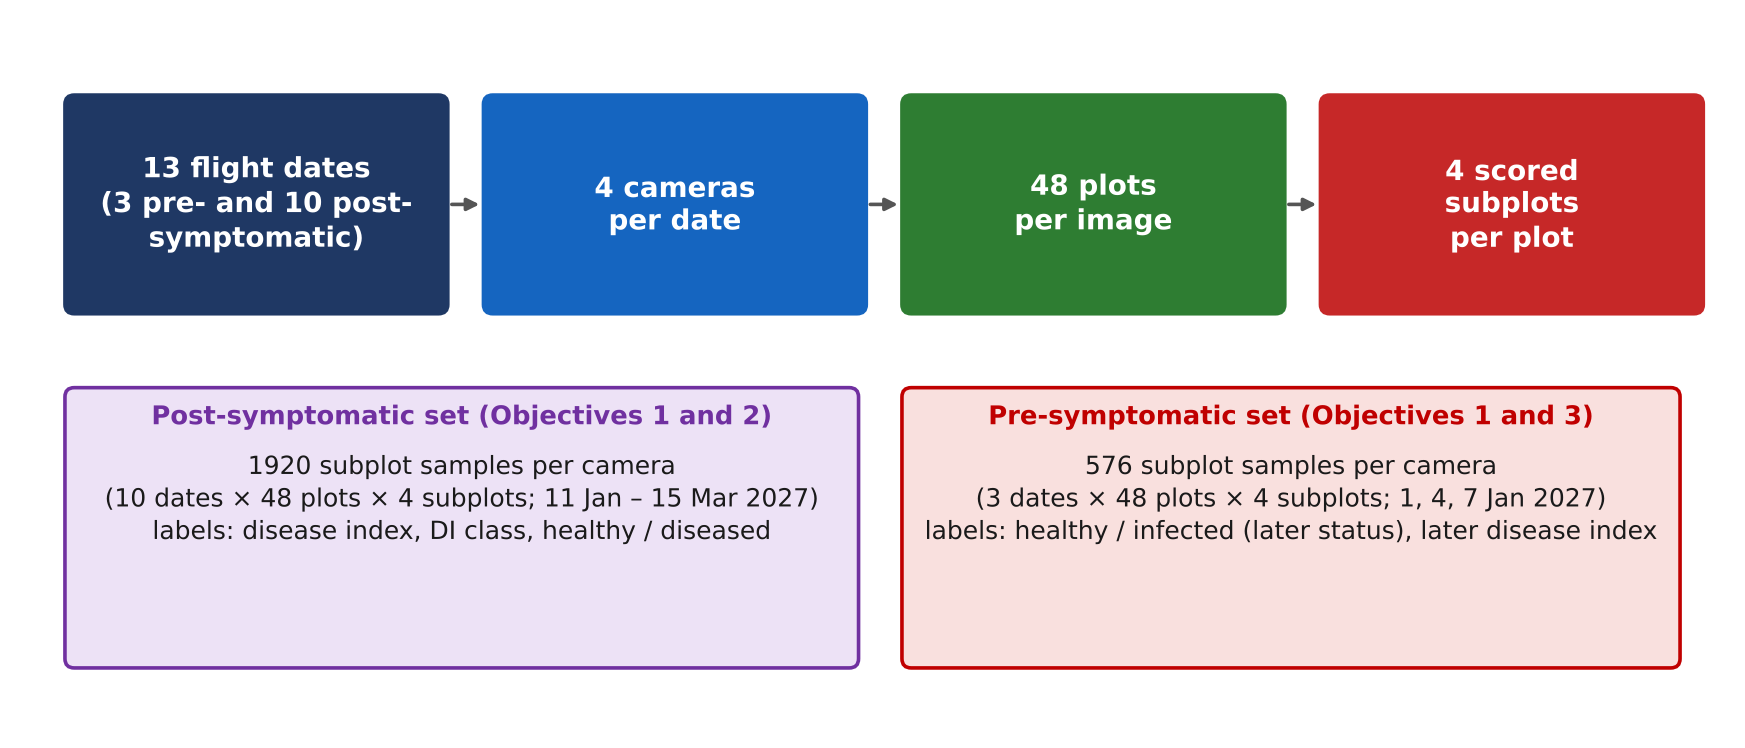 13 flight dates
(3 pre- and 10 post-
symptomatic)
4 cameras
per date
48 plots
per image
4 scored
subplots
per plot
Post-symptomatic set (Objectives 1 and 2)
1920 subplot samples per camera
(10 dates × 48 plots × 4 subplots; 11 Jan – 15 Mar 2027)
labels: disease index, DI class, healthy / diseased
Pre-symptomatic set (Objectives 1 and 3)
576 subplot samples per camera
(3 dates × 48 plots × 4 subplots; 1, 4, 7 Jan 2027)
labels: healthy / infected (later status), later disease index